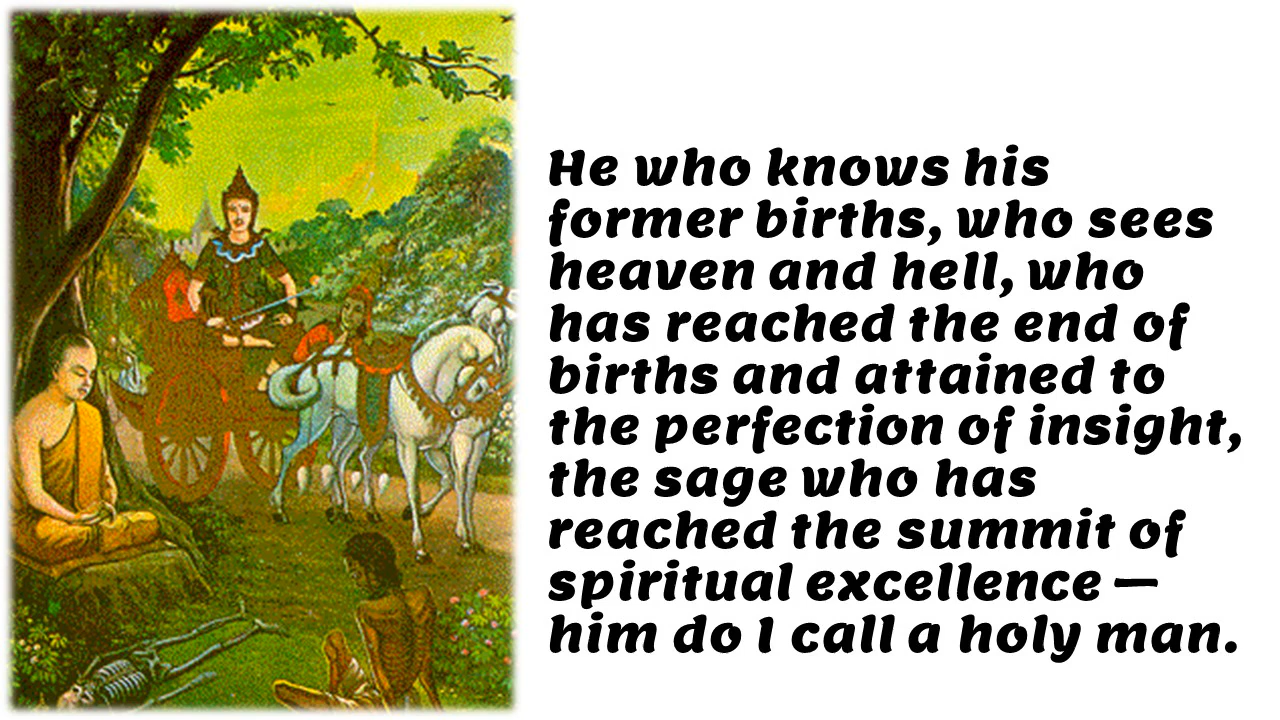 He who knows his
former births, who sees
heaven and hell, who
has reached the end of
births and attained to
the perfection of insight,
the sage who has
reached the summit of
spiritual excellence —
him do I call a holy man.